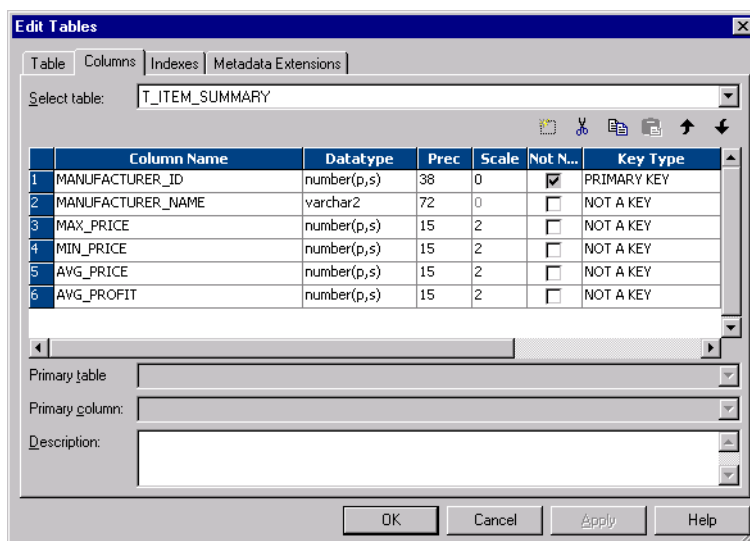 Edit Tables
Table Columns Indexes Metadata Extensions
Select table: T_ITEM_SUMMARY
Column Name Datatype Prec Scale Not N... Key Type
1 MANUFACTURER_ID number(p,s) 38 0 PRIMARY KEY
2 MANUFACTURER_NAME varchar2 72 0 NOT A KEY
3 MAX_PRICE number(p,s) 15 2 NOT A KEY
4 MIN_PRICE number(p,s) 15 2 NOT A KEY
5 AVG_PRICE number(p,s) 15 2 NOT A KEY
6 AVG_PROFIT number(p,s) 15 2 NOT A KEY
Primary table
Primary column:
Description:
OK Cancel Apply Help